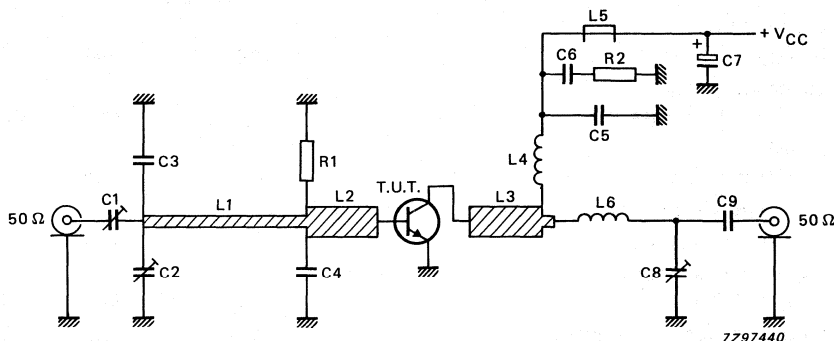 L5
+ VCC
+
C6
R2
C7
C5
C3
R1
L4
T.U.T.
50 Ω
C1
L1
L2
L3
L6
C9
50 Ω
C2
C4
C8
7Z97440